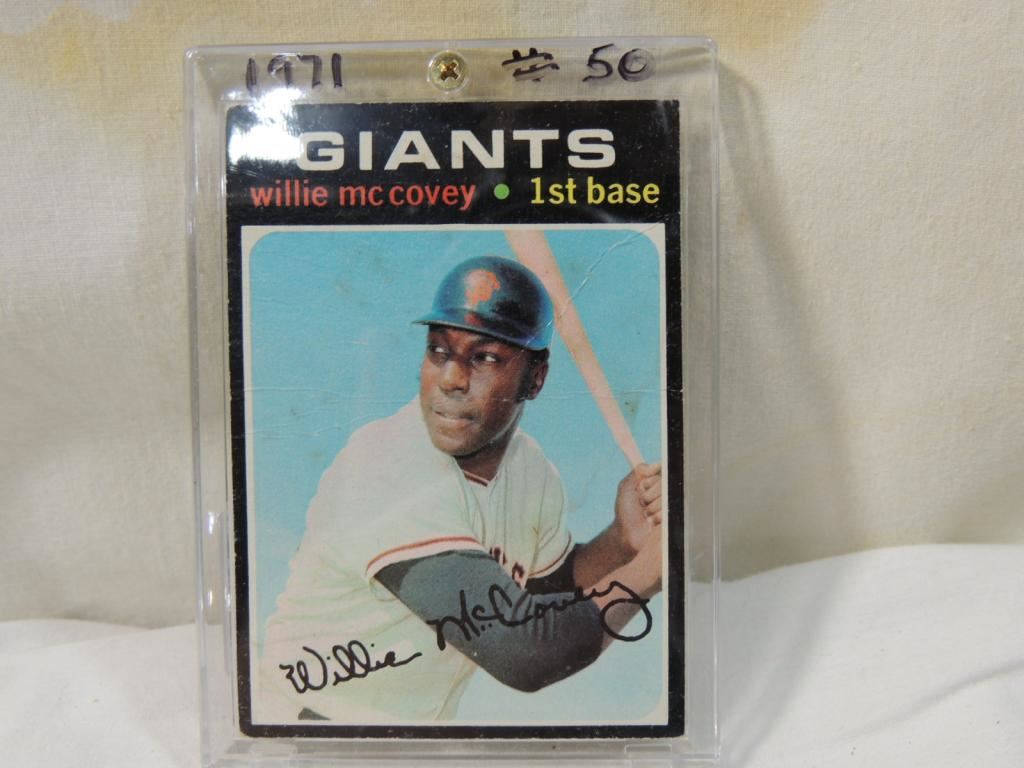 1971 # 50
GIANTS
willie mc covey • 1st base
Willie McCovey